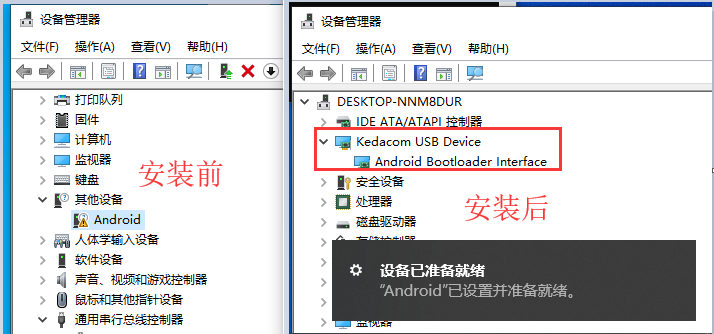 设备管理器
文件(F) 操作(A) 查看(V) 帮助(H)
打印队列
固件
计算机
监视器
键盘
其他设备
Android
人体学输入设备
软件设备
声音、视频和游戏控制器
鼠标和其他指针设备
通用串行总线控制器
安装前
设备管理器
文件(F) 操作(A) 查看(V) 帮助(H)
DESKTOP-NNM8DUR
IDE ATA/ATAPI 控制器
Kedacom USB Device
Android Bootloader Interface
安全设备
处理器
磁盘驱动器
安装后
设备已准备就绪
“Android”已设置并准备就绪。